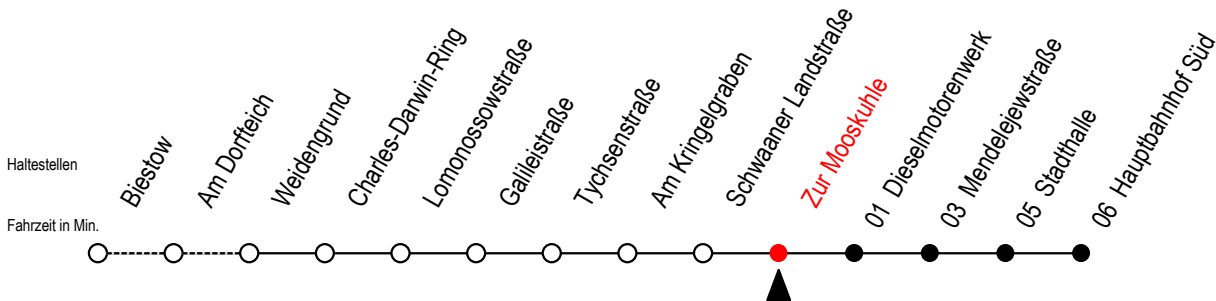 Haltestellen
Fahrzeit in Min.
Biestow
Am Dorfteich
Weidengrund
Charles-Darwin-Ring
Lomonossowstraße
Galileistraße
Tychsenstraße
Am Kringelgraben
Schwaaner Landstraße
Zur Mooskuhle
01 Dieselmotorenwerk
03 Mendelejewstraße
05 Stadthalle
06 Hauptbahnhof Süd